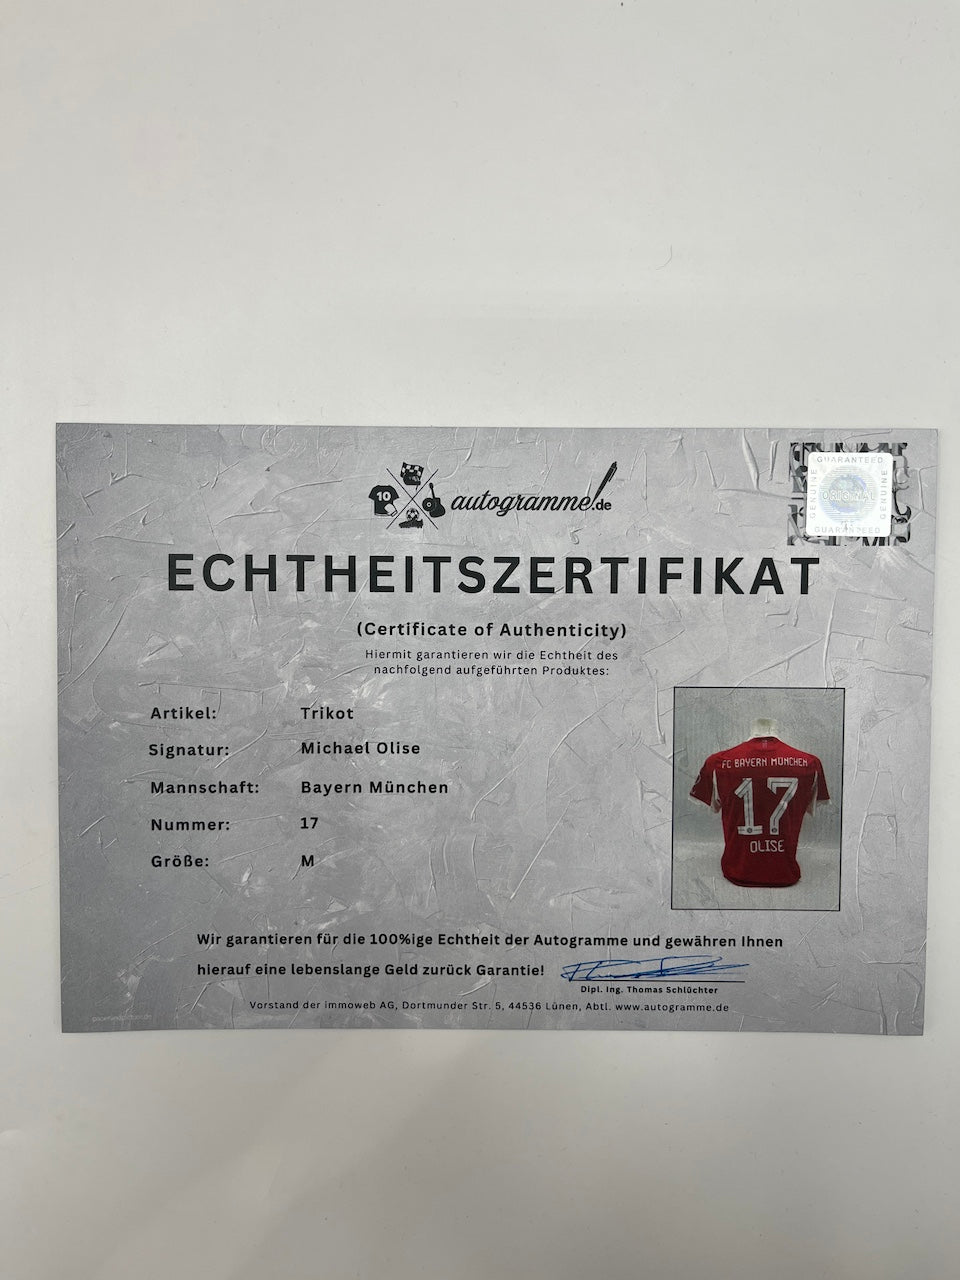 10
autogramme.de
GUARANTEED
GENUINE
ORIGINAL
GENUINE
GUARANTEED
ECHTHEITSZERTIFIKAT
(Certificate of Authenticity)
Hiermit garantieren wir die Echtheit des
nachfolgend aufgeführten Produktes:
Artikel: Trikot
Signatur: Michael Olise
Mannschaft: Bayern München
Nummer: 17
Größe: M
FC BAYERN MÜNCHEN
17
OLISE
Wir garantieren für die 100%ige Echtheit der Autogramme und gewähren Ihnen
hierauf eine lebenslange Geld zurück Garantie!
Dipl. Ing. Thomas Schlüchter
Vorstand der immoweb AG, Dortmunder Str. 5, 44536 Lünen, Abtl. www.autogramme.de